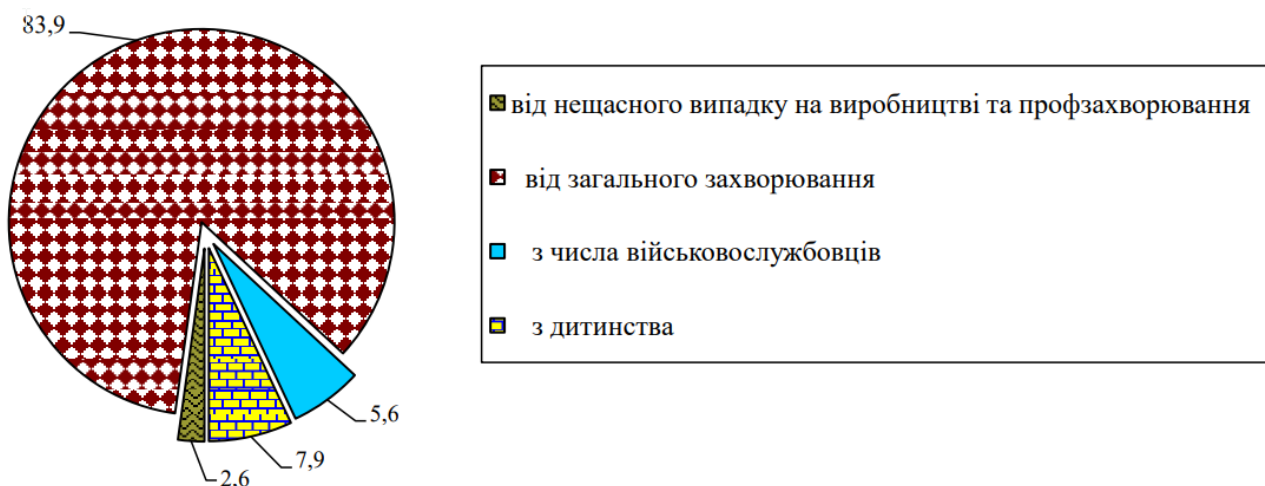 83,9
від нещасного випадку на виробництві та профзахворювання
від загального захворювання
з числа військовослужбовців
з дитинства
5,6
7,9
2,6